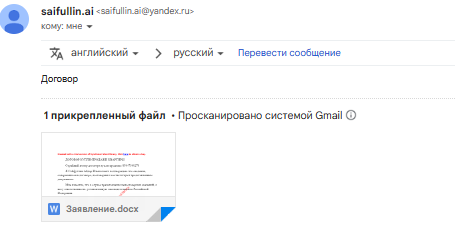 saifullin.ai <saifullin.ai@yandex.ru>
кому: мне
английский > русский Перевести сообщение
Договор
1 прикрепленный файл • Просканировано системой Gmail
W Заявление.docx